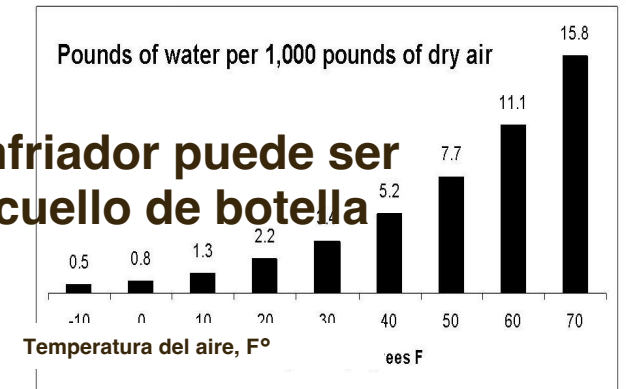 Pounds of water per 1,000 pounds of dry air
15.8
11.1
nfriador puede ser
7.7
cuello de botella
5.2
2.2
1.3
0.8
0.5
-10 0 10 20 30 40 50 60 70
Temperatura del aire, F°
ees F